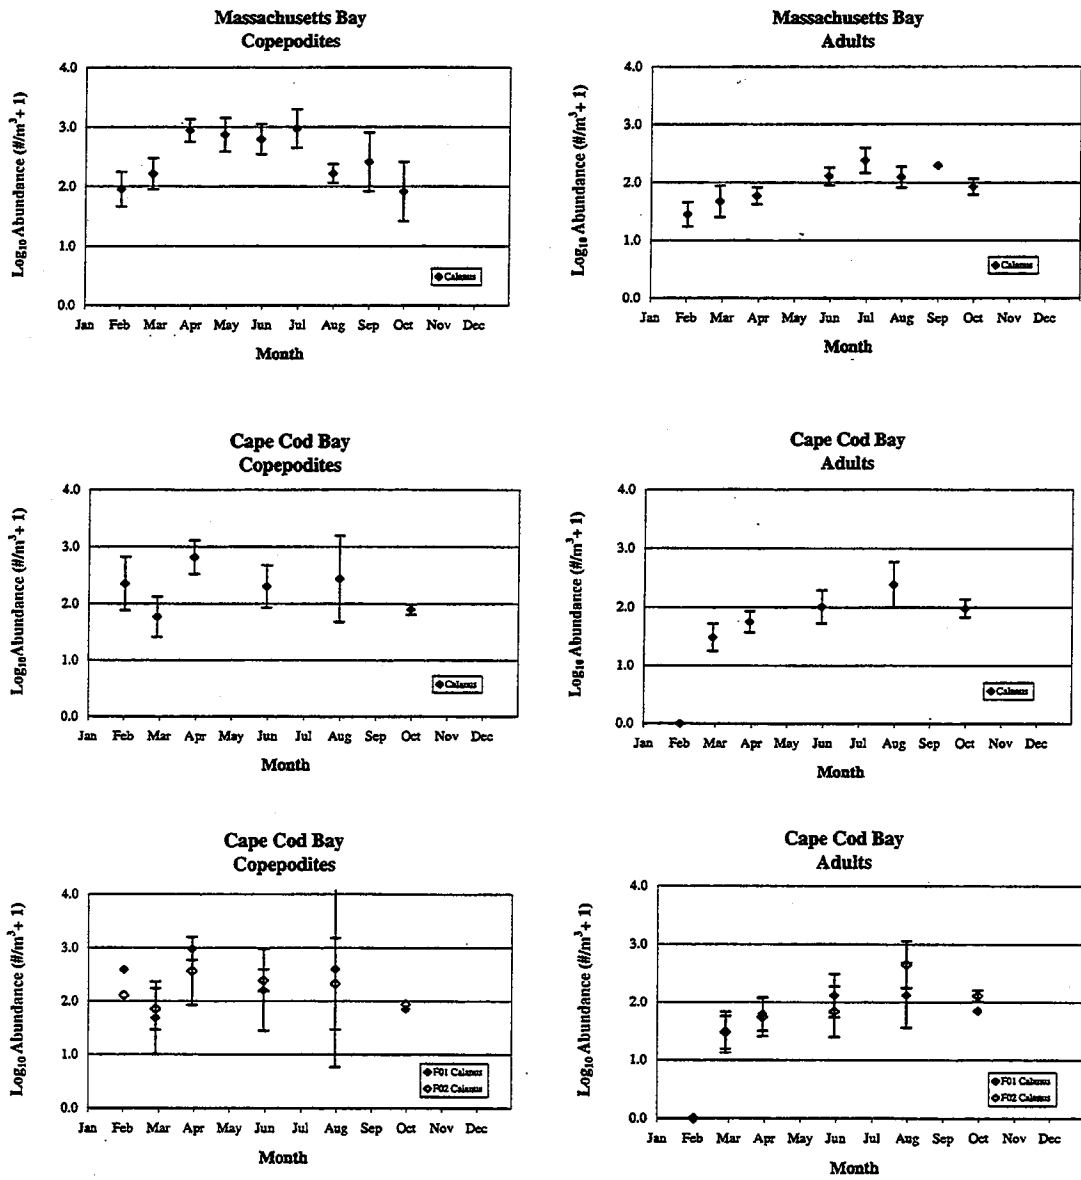 Massachusetts Bay
Copepodites
Log10 Abundance (#/m³+ 1)
4.0
3.0
2.0
1.0
0.0
Calanus
Jan Feb Mar Apr May Jun Jul Aug Sep Oct Nov Dec
Month
Massachusetts Bay
Adults
Log10 Abundance (#/m³+ 1)
4.0
3.0
2.0
1.0
0.0
Calanus
Jan Feb Mar Apr May Jun Jul Aug Sep Oct Nov Dec
Month
Cape Cod Bay
Copepodites
Log10 Abundance (#/m³+ 1)
4.0
3.0
2.0
1.0
0.0
Calanus
Jan Feb Mar Apr May Jun Jul Aug Sep Oct Nov Dec
Month
Cape Cod Bay
Adults
Log10 Abundance (#/m³+ 1)
4.0
3.0
2.0
1.0
0.0
Calanus
Jan Feb Mar Apr May Jun Jul Aug Sep Oct Nov Dec
Month
Cape Cod Bay
Copepodites
Log10 Abundance (#/m³+ 1)
4.0
3.0
2.0
1.0
0.0
F01 Calanus
F02 Calanus
Jan Feb Mar Apr May Jun Jul Aug Sep Oct Nov Dec
Month
Cape Cod Bay
Adults
Log10 Abundance (#/m³+ 1)
4.0
3.0
2.0
1.0
0.0
F01 Calanus
F02 Calanus
Jan Feb Mar Apr May Jun Jul Aug Sep Oct Nov Dec
Month